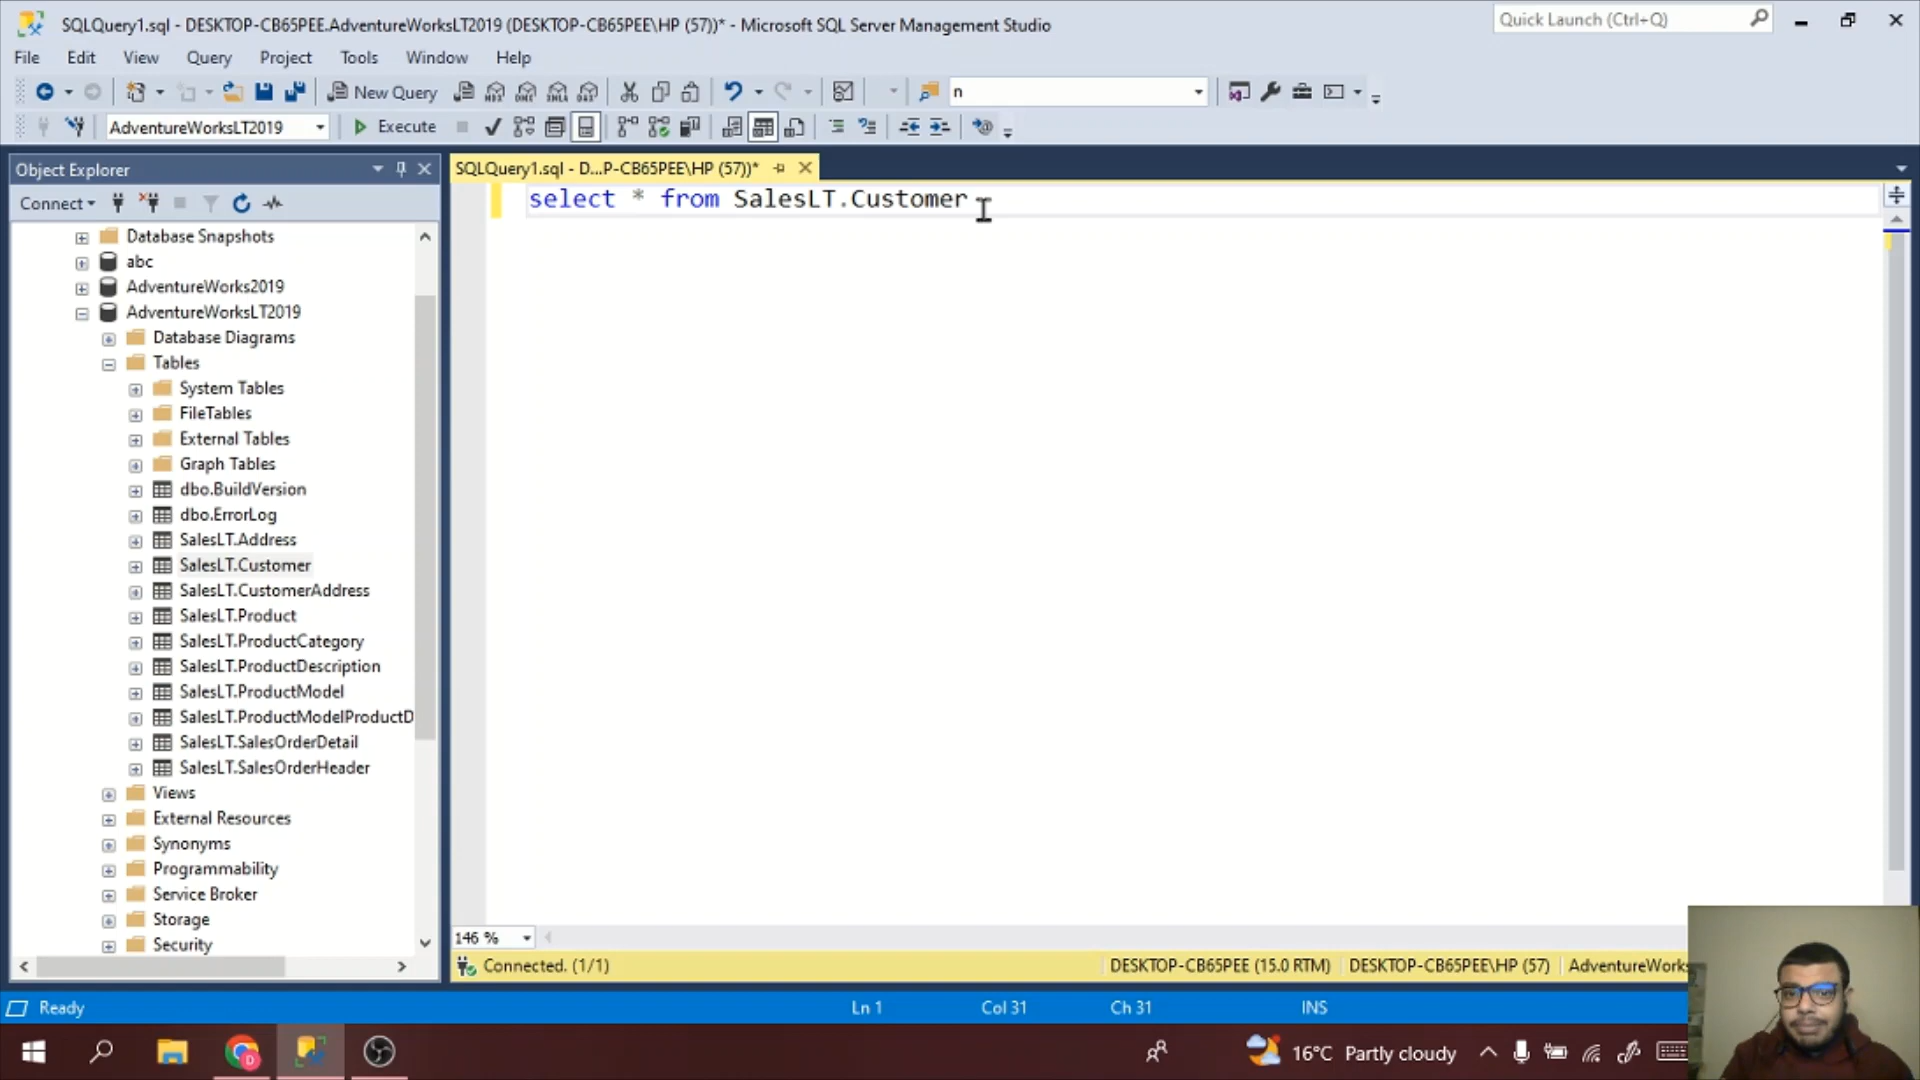 SQLQuery1.sql - DESKTOP-CB65PEE.AdventureWorksLT2019 (DESKTOP-CB65PEE\HP (57))* - Microsoft SQL Server Management Studio
Quick Launch (Ctrl+Q)
File Edit View Query Project Tools Window Help
New Query
n
AdventureWorksLT2019
Execute
Object Explorer
SQLQuery1.sql - D...P-CB65PEE\HP (57))*
Connect
select * from SalesLT.Customer
Database Snapshots
abc
AdventureWorks2019
AdventureWorksLT2019
Database Diagrams
Tables
System Tables
FileTables
External Tables
Graph Tables
dbo.BuildVersion
dbo.ErrorLog
SalesLT.Address
SalesLT.Customer
SalesLT.CustomerAddress
SalesLT.Product
SalesLT.ProductCategory
SalesLT.ProductDescription
SalesLT.ProductModel
SalesLT.ProductModelProductD
SalesLT.SalesOrderDetail
SalesLT.SalesOrderHeader
Views
External Resources
Synonyms
Programmability
Service Broker
Storage
Security
146 %
Connected. (1/1)
DESKTOP-CB65PEE (15.0 RTM)
DESKTOP-CB65PEE\HP (57)
AdventureWorks
Ready
Ln 1
Col 31
Ch 31
INS
16°C Partly cloudy